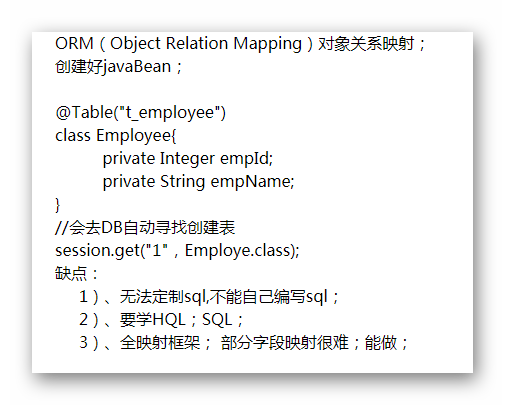 ORM（Object Relation Mapping）对象关系映射；
创建好javaBean；
@Table("t_employee")
class Employee{
private Integer empId;
private String empName;
}
//会去DB自动寻找创建表
session.get("1"，Employe.class);
缺点：
1）、无法定制sql,不能自己编写sql；
2）、要学HQL；SQL；
3）、全映射框架； 部分字段映射很难；能做；